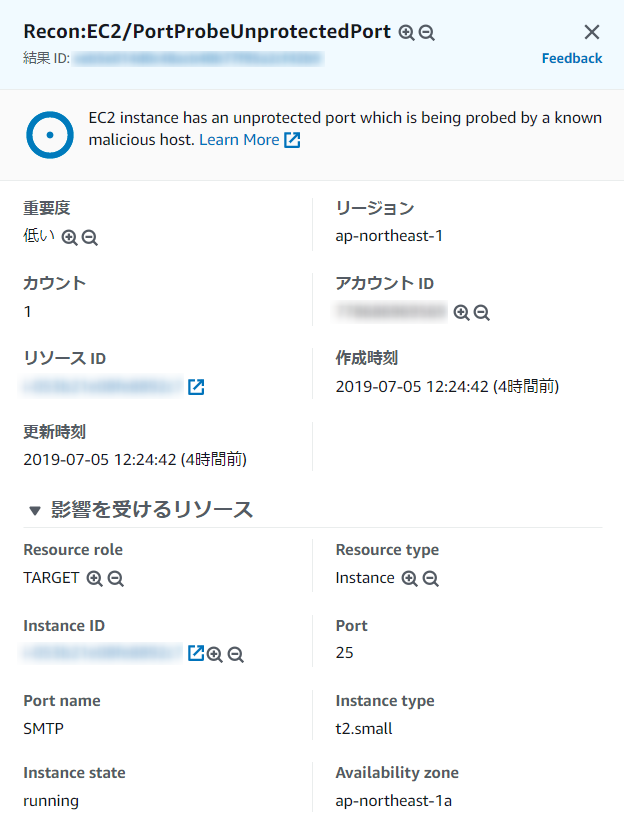 Recon:EC2/PortProbeUnprotectedPort
結果 ID:
Feedback
EC2 instance has an unprotected port which is being probed by a known
malicious host. Learn More
重要度
低い
リージョン
ap-northeast-1
カウント
1
アカウント ID
リソース ID
作成時刻
2019-07-05 12:24:42 (4時間前)
更新時刻
2019-07-05 12:24:42 (4時間前)
▼ 影響を受けるリソース
Resource role
TARGET
Resource type
Instance
Instance ID
Port
25
Port name
SMTP
Instance type
t2.small
Instance state
running
Availability zone
ap-northeast-1a